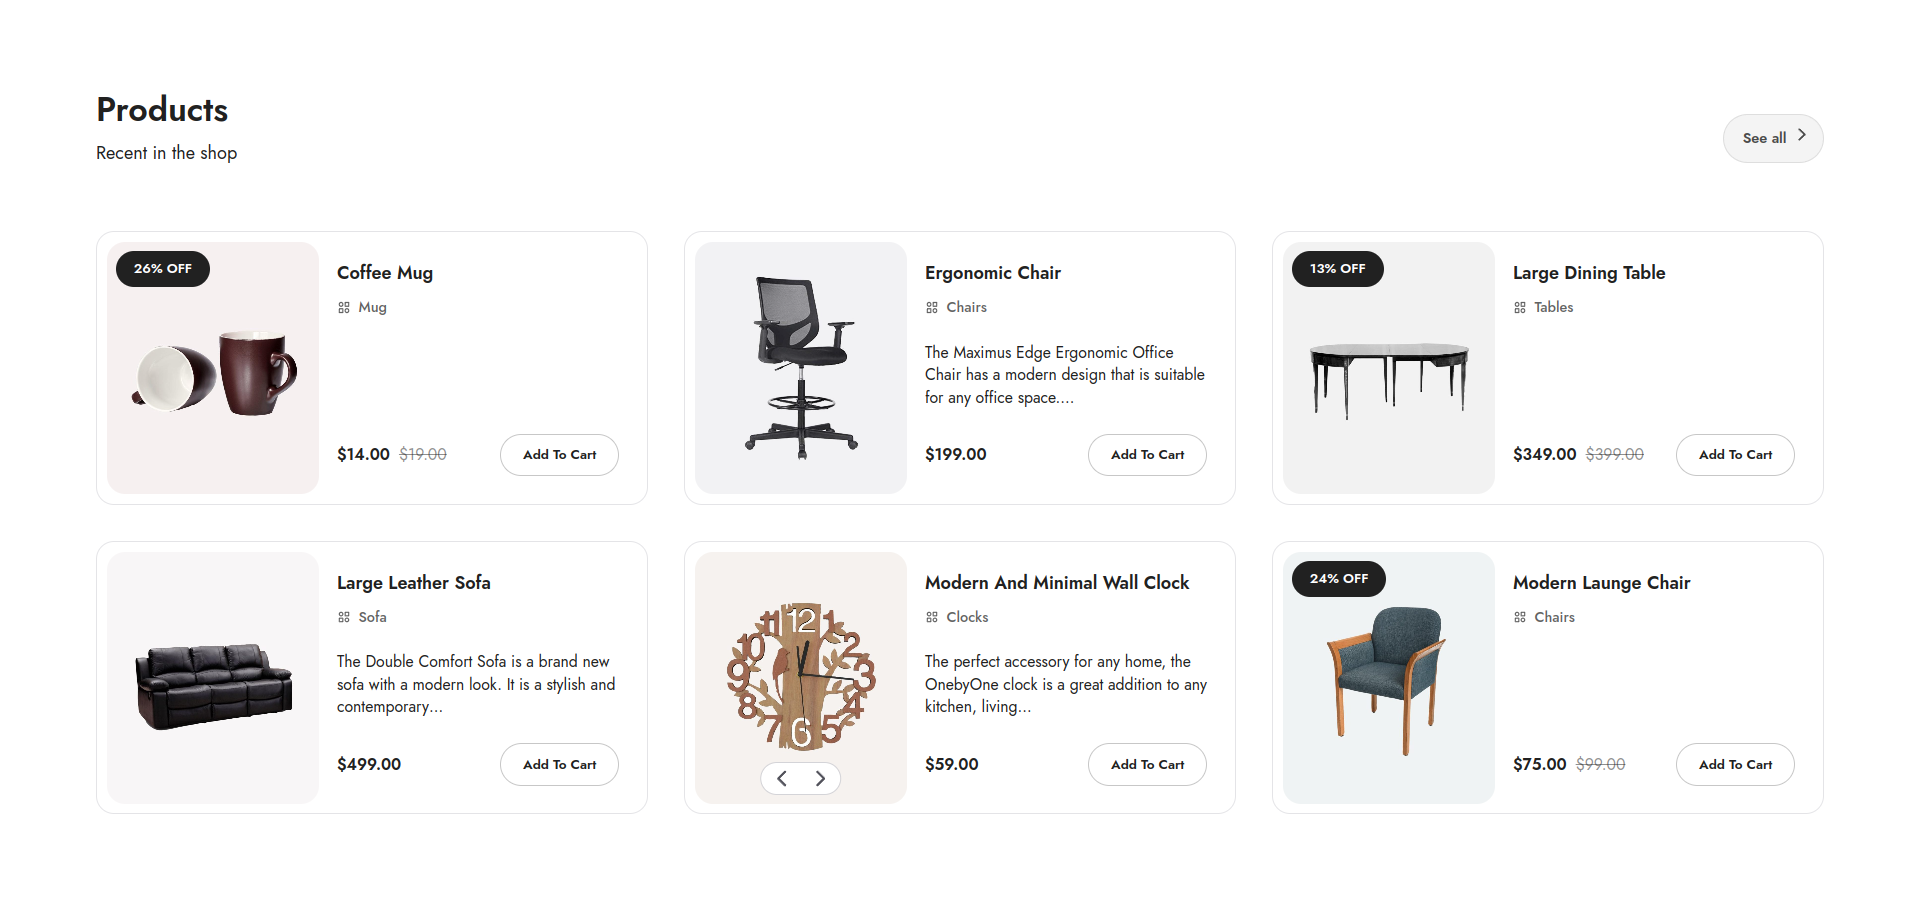 Products
Recent in the shop
See all
26% OFF
Coffee Mug
Mug
$14.00 $19.00
Add To Cart
Ergonomic Chair
Chairs
The Maximus Edge Ergonomic Office
Chair has a modern design that is suitable
for any office space....
$199.00
Add To Cart
13% OFF
Large Dining Table
Tables
$349.00 $399.00
Add To Cart
Large Leather Sofa
Sofa
The Double Comfort Sofa is a brand new
sofa with a modern look. It is a stylish and
contemporary...
$499.00
Add To Cart
12
11 1
10 2
9 3
8 4
7 5
6
Modern And Minimal Wall Clock
Clocks
The perfect accessory for any home, the
OnebyOne clock is a great addition to any
kitchen, living...
$59.00
Add To Cart
24% OFF
Modern Launge Chair
Chairs
$75.00 $99.00
Add To Cart